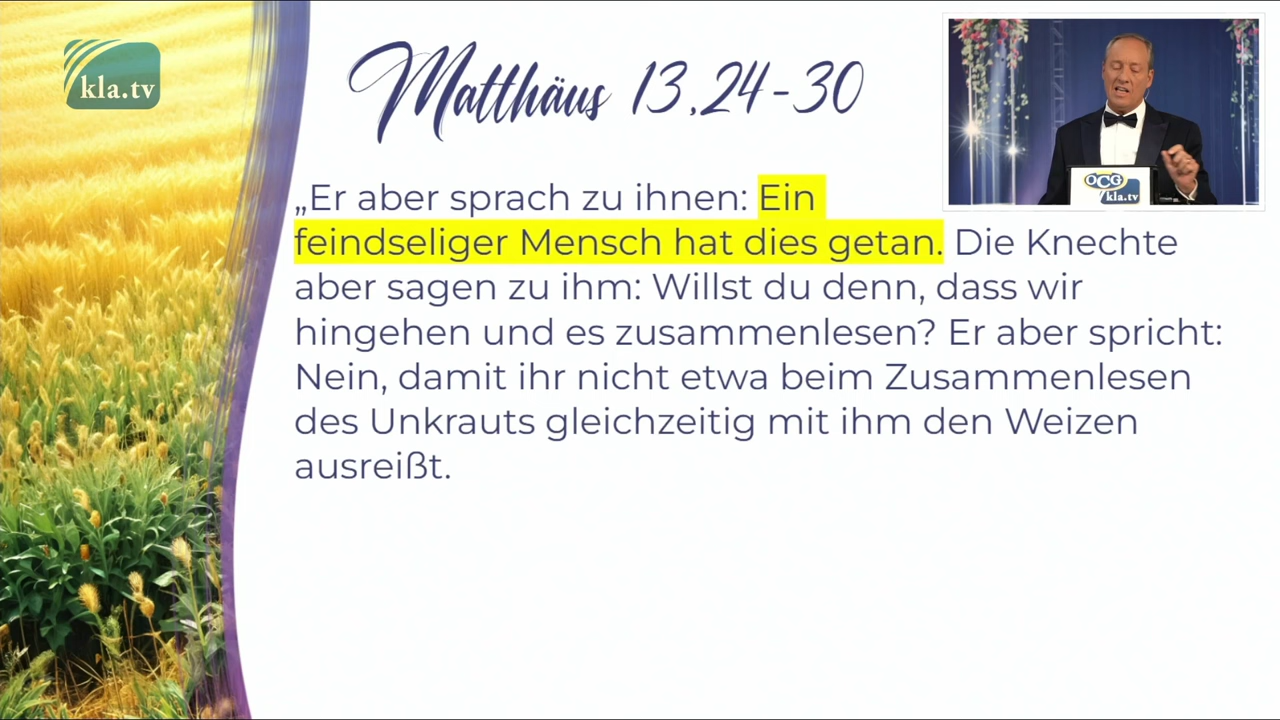 kla.tv
Matthäus 13,24-30
OCG
kla.tv
„Er aber sprach zu ihnen: Ein
feindseliger Mensch hat dies getan. Die Knechte
aber sagen zu ihm: Willst du denn, dass wir
hingehen und es zusammenlesen? Er aber spricht:
Nein, damit ihr nicht etwa beim Zusammenlesen
des Unkrauts gleichzeitig mit ihm den Weizen
ausreißt.